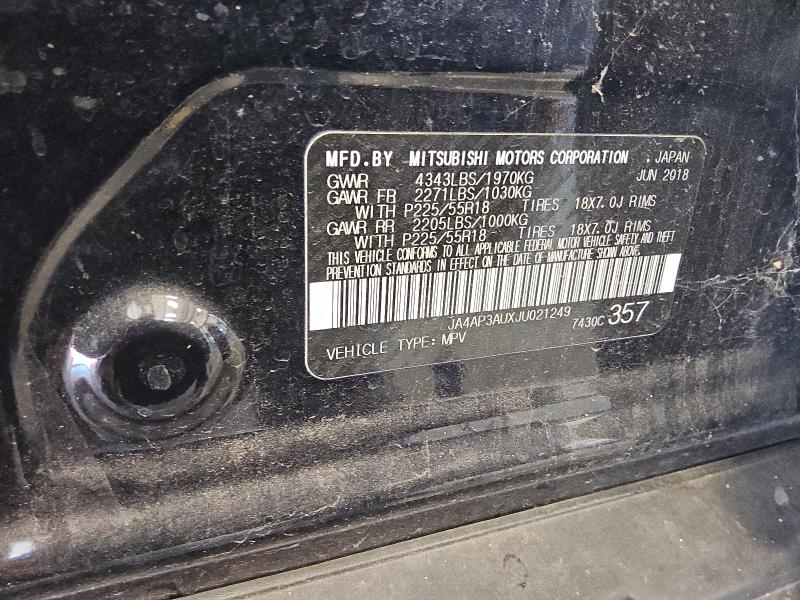 MFD.BY MITSUBISHI MOTORS CORPORATION JAPAN
GVWR 4343LBS/1970KG JUN 2018
GAWR FR 2271LBS/1030KG
WITH P225/55R18 TIRES 18X7.0J RIMS
GAWR RR 2205LBS/1000KG
WITH P225/55R18 TIRES 18X7.0J RIMS
THIS VEHICLE CONFORMS TO ALL APPLICABLE FEDERAL MOTOR VEHICLE SAFETY AND THEFT
PREVENTION STANDARDS IN EFFECT ON THE DATE OF MANUFACTURE SHOWN ABOVE.
JA4AP3AUXJU021249 7430C 357
VEHICLE TYPE: MPV